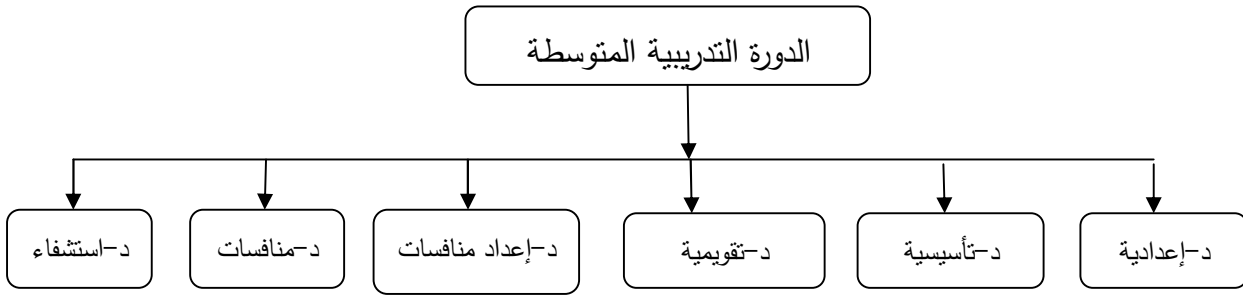 الدورة التدريبية المتوسطة
د-إعدادية
د-تأسيسية
د-تقويمية
د-إعداد منافسات
د-منافسات
د-استشفاء